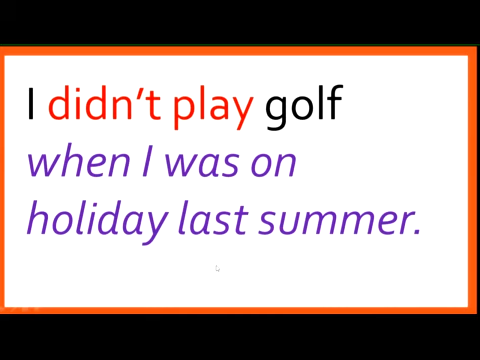 I didn't play golf
when I was on
holiday last summer.